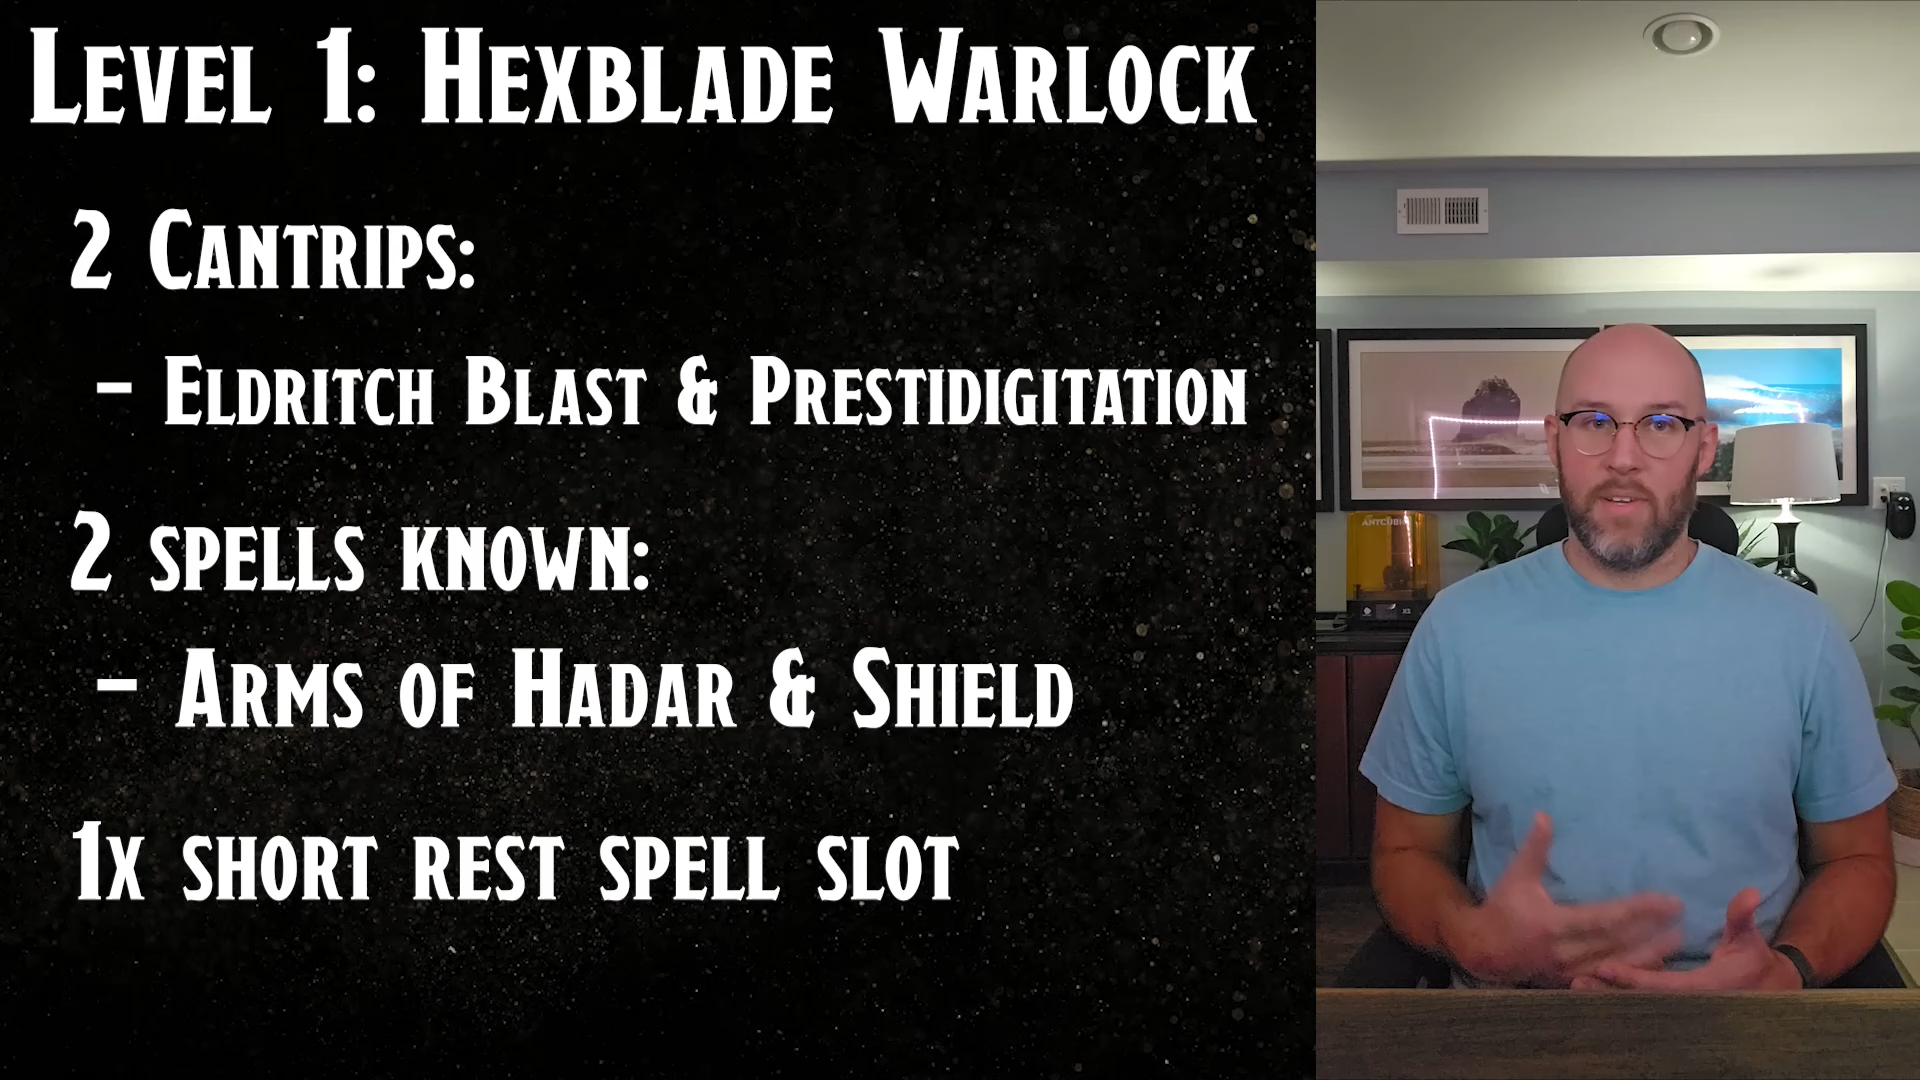 Level 1: Hexblade Warlock
2 Cantrips:
- Eldritch Blast & Prestidigitation
2 spells known:
- Arms of Hadar & Shield
1x short rest spell slot
ANYCUBIC